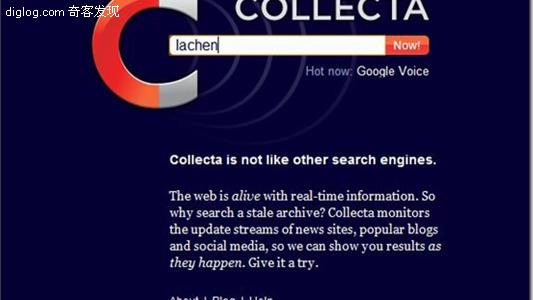 diglog.com 奇客发现
COLLECTA
lachen
Now!
Hot now: Google Voice
Collecta is not like other search engines.
The web is alive with real-time information. So
why search a stale archive? Collecta monitors
the update streams of news sites, popular blogs
and social media, so we can show you results as
they happen. Give it a try.
About | Blog | Help